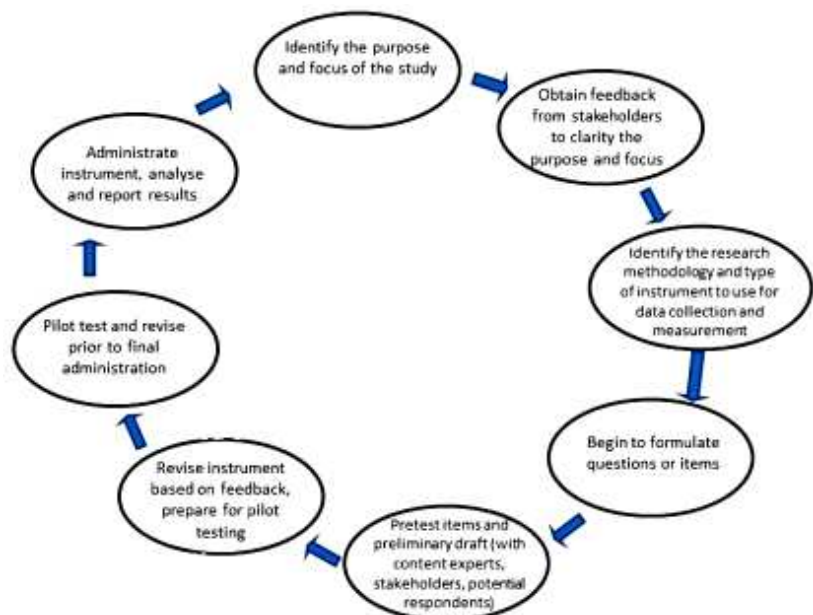 Identify the purpose
and focus of the study
Obtain feedback
from stakeholders
to clarity the
purpose and focus
Identify the research
methodology and type
of instrument to use for
data collection and
measurement
Begin to formulate
questions or items
Pretest items and
preliminary draft (with
content experts,
stakeholders, potential
respondents)
Revise instrument
based on feedback,
prepare for pilot
testing
Pilot test and revise
prior to final
administration
Administrate
instrument, analyse
and report results